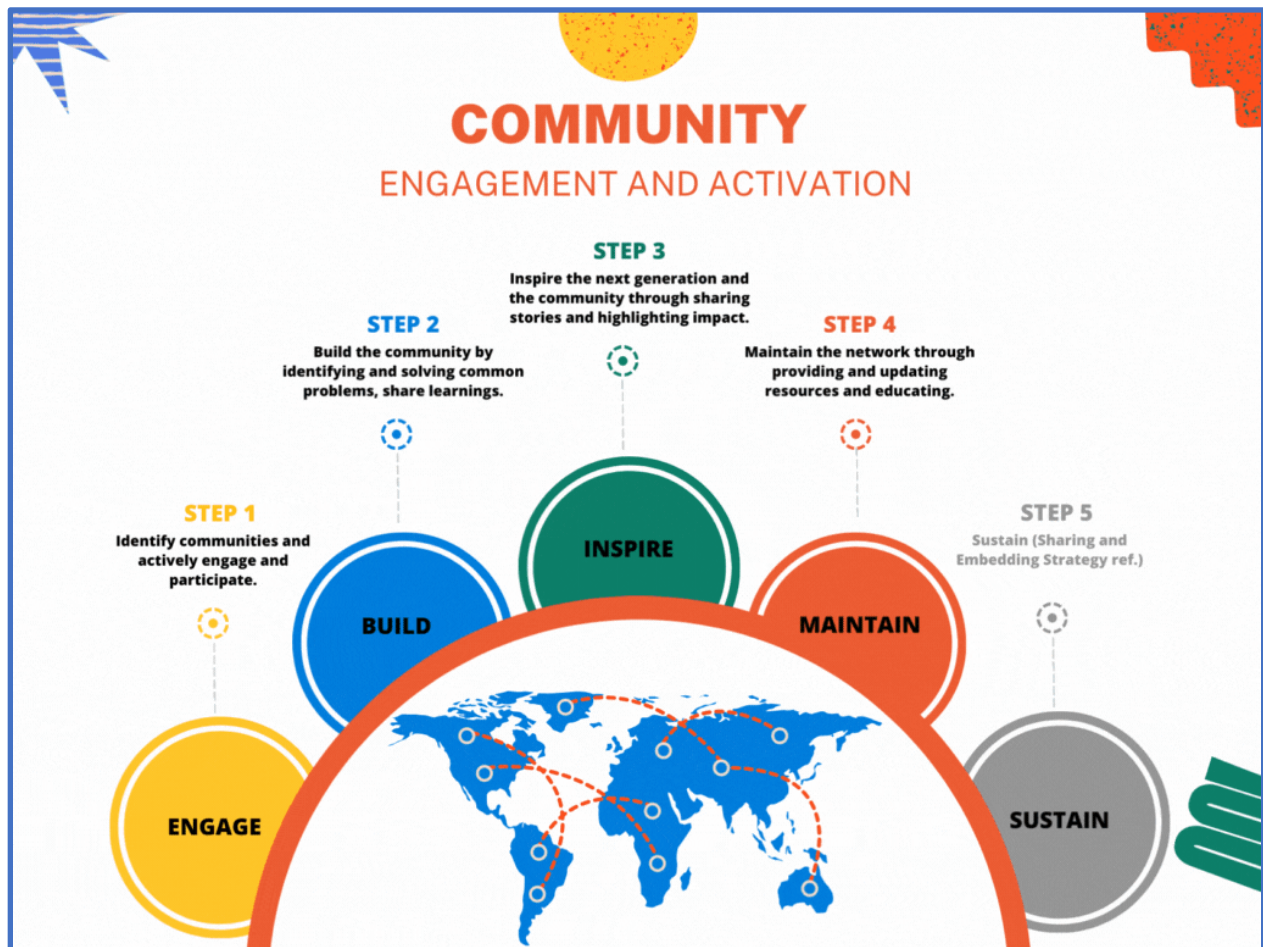 COMMUNITY
ENGAGEMENT AND ACTIVATION
STEP 1
Identify communities and
actively engage and
participate.
ENGAGE
STEP 2
Build the community by
identifying and solving common
problems, share learnings.
BUILD
STEP 3
Inspire the next generation and
the community through sharing
stories and highlighting impact.
INSPIRE
STEP 4
Maintain the network through
providing and updating
resources and educating.
MAINTAIN
STEP 5
Sustain (Sharing and
Embedding Strategy ref.)
SUSTAIN